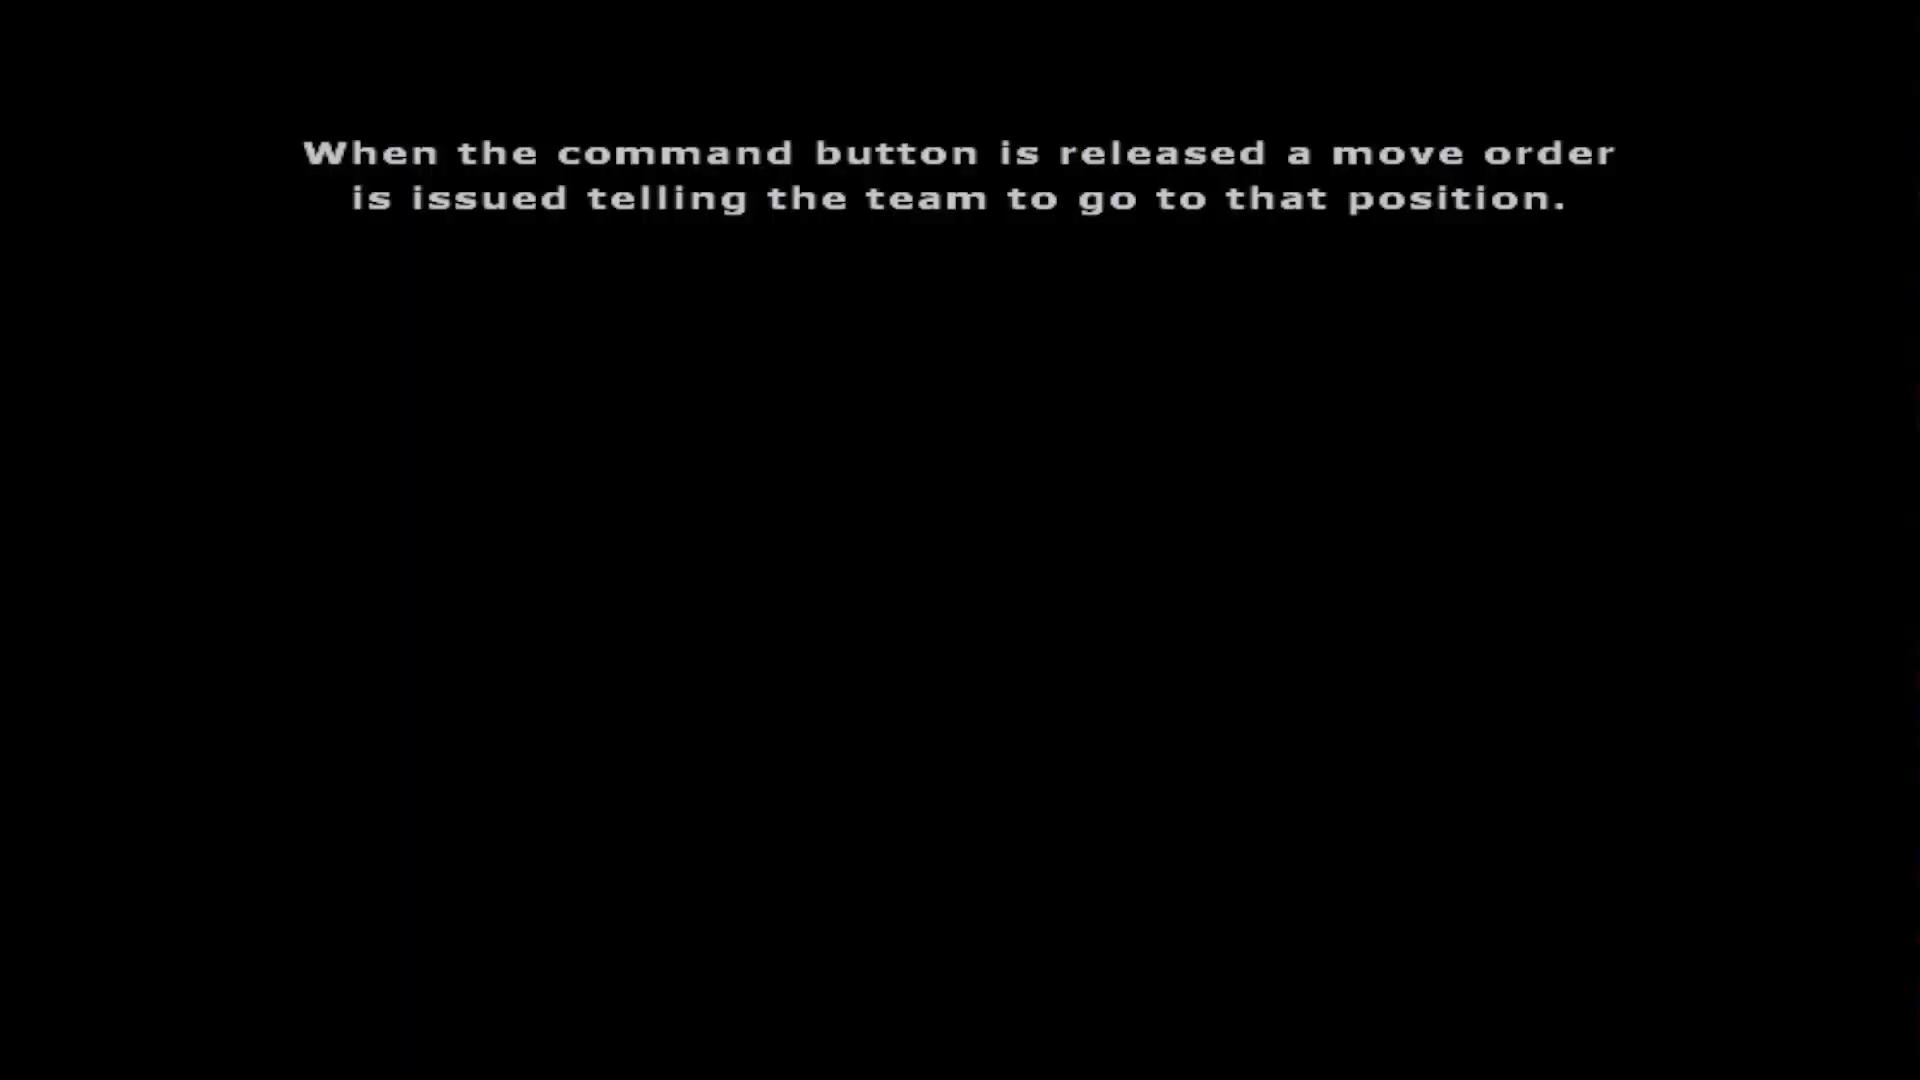 When the command button is released a move order
is issued telling the team to go to that position.